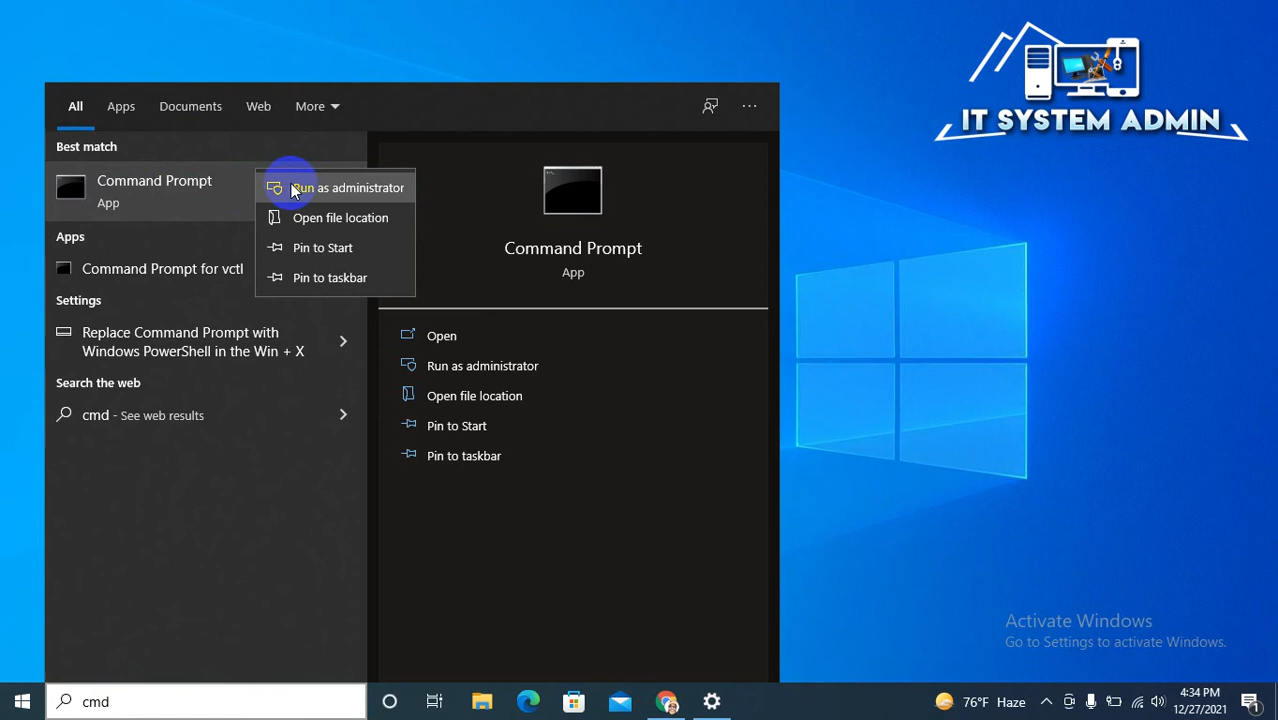 IT SYSTEM ADMIN
All Apps Documents Web More
Best match
Command Prompt
App
Run as administrator
Open file location
Pin to Start
Pin to taskbar
Apps
Command Prompt for vctl
Settings
Replace Command Prompt with
Windows PowerShell in the Win + X
Search the web
cmd - See web results
Command Prompt
App
Open
Run as administrator
Open file location
Pin to Start
Pin to taskbar
Activate Windows
Go to Settings to activate Windows.
cmd
76°F Haze
4:34 PM
12/27/2021
1